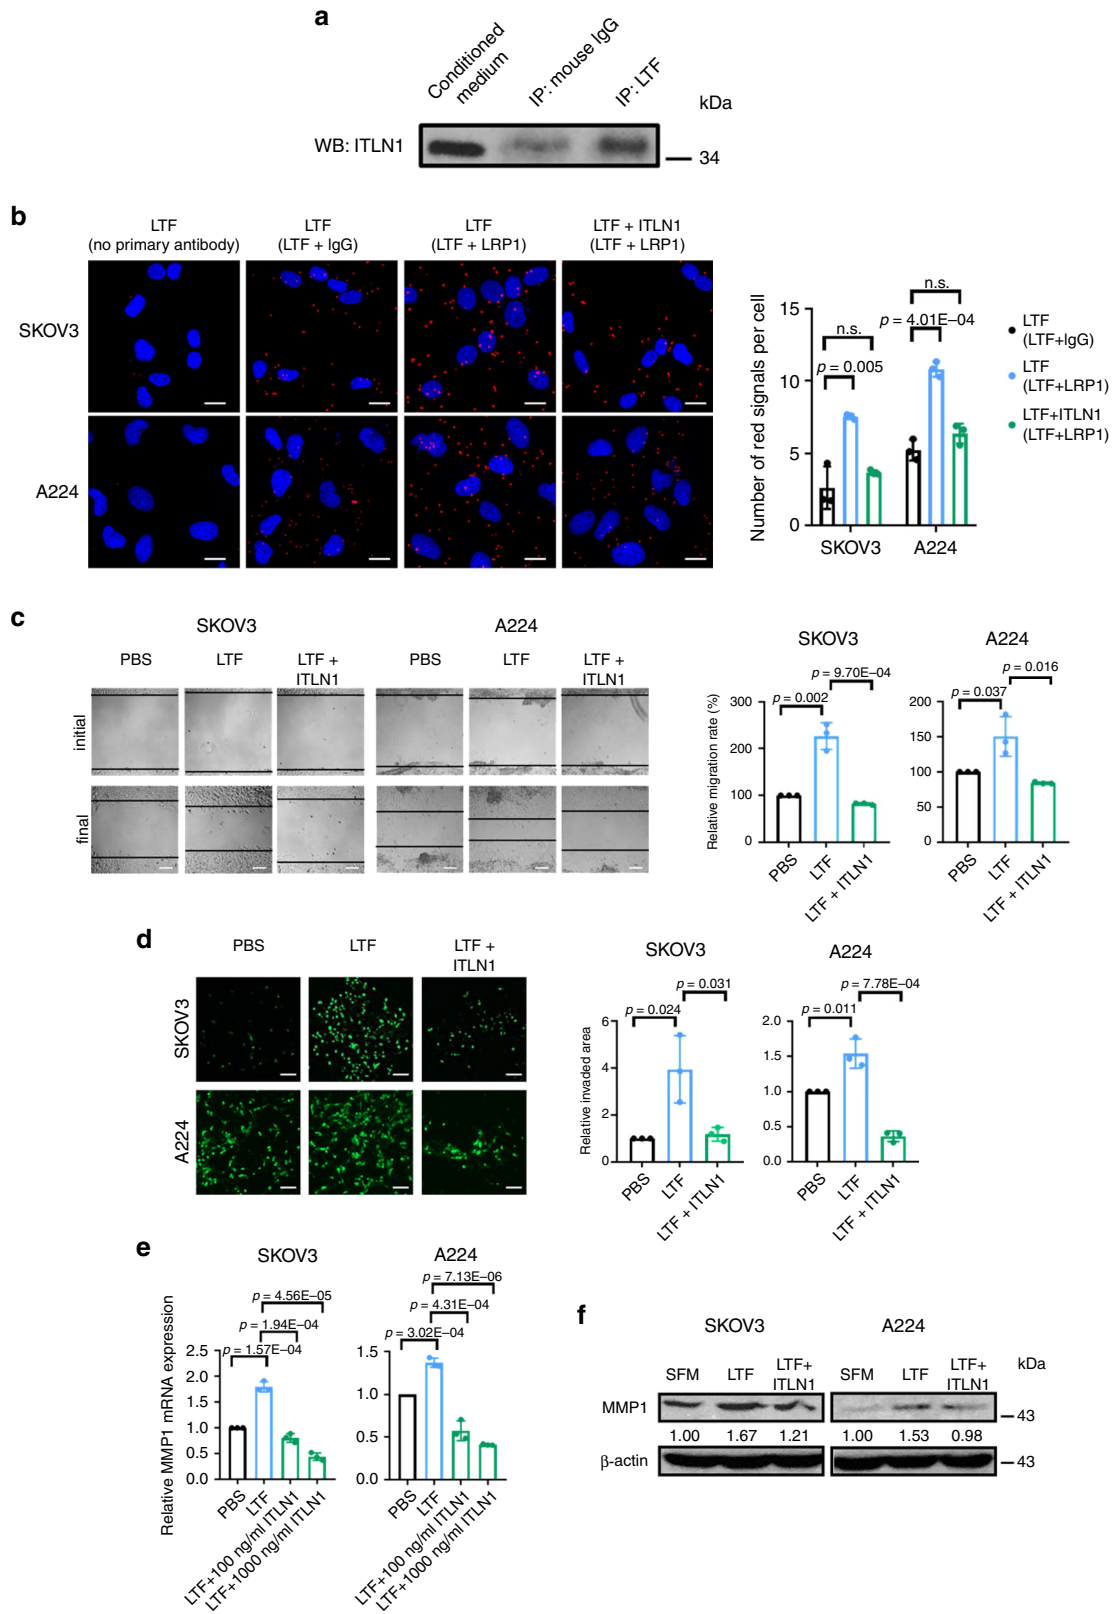 a
Conditioned
medium
IP: mouse IgG
IP: LTF
kDa
WB: ITLN1
34
b
LTF
(no primary antibody)
LTF
(LTF + IgG)
LTF
(LTF + LRP1)
LTF + ITLN1
(LTF + LRP1)
SKOV3
A224
Number of red signals per cell
15
10
5
0
n.s.
p = 0.005
n.s.
p = 4.01E–04
SKOV3
A224
LTF
(LTF+IgG)
LTF
(LTF+LRP1)
LTF+ITLN1
(LTF+LRP1)
c
SKOV3
A224
PBS
LTF
LTF +
ITLN1
PBS
LTF
LTF +
ITLN1
initial
final
SKOV3
Relative migration rate (%)
300
200
100
0
p = 0.002
p = 9.70E–04
PBS
LTF
LTF + ITLN1
A224
200
150
100
50
0
p = 0.037
p = 0.016
PBS
LTF
LTF + ITLN1
d
PBS
LTF
LTF +
ITLN1
SKOV3
A224
SKOV3
Relative invaded area
6
4
2
0
p = 0.024
p = 0.031
PBS
LTF
LTF + ITLN1
A224
2.0
1.5
1.0
0.5
0.0
p = 0.011
p = 7.78E–04
PBS
LTF
LTF + ITLN1
e
SKOV3
Relative MMP1 mRNA expression
2.5
2.0
1.5
1.0
0.5
0.0
p = 4.56E–05
p = 1.94E–04
p = 1.57E–04
PBS
LTF
LTF+100 ng/ml ITLN1
LTF+1000 ng/ml ITLN1
A224
1.5
1.0
0.5
0.0
p = 7.13E–06
p = 4.31E–04
p = 3.02E–04
PBS
LTF
LTF+100 ng/ml ITLN1
LTF+1000 ng/ml ITLN1
f
SKOV3
A224
SFM
LTF
LTF+
ITLN1
SFM
LTF
LTF+
ITLN1
kDa
MMP1
43
1.00 1.67 1.21 1.00 1.53 0.98
β-actin
43